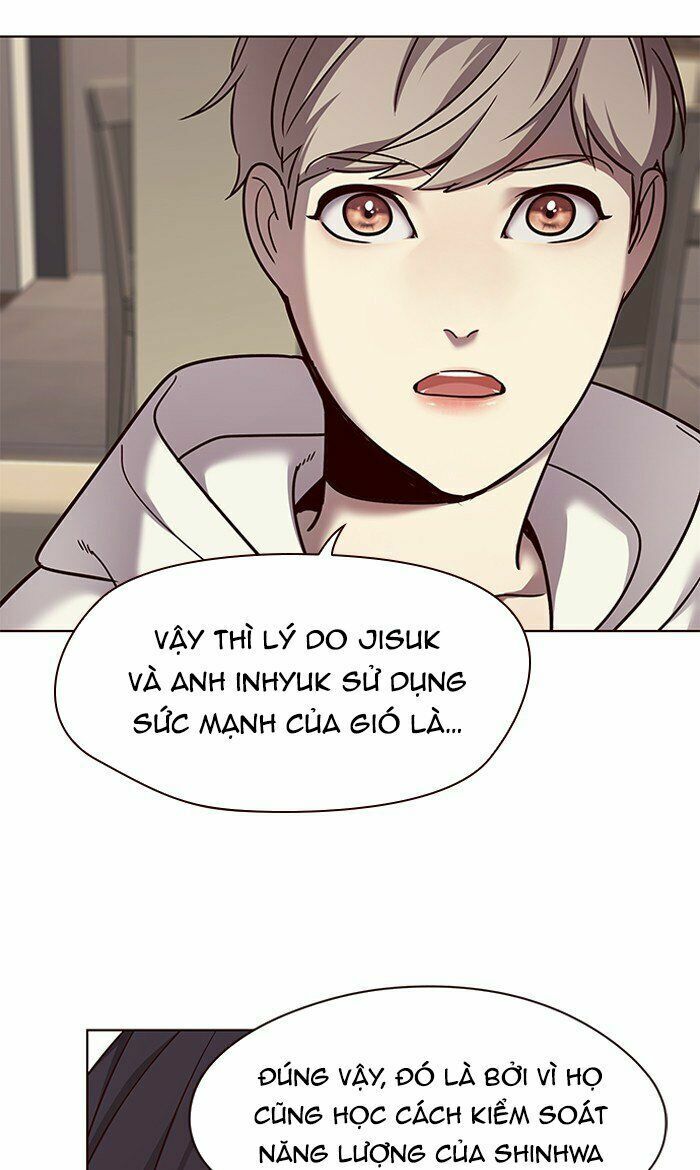 VẬY THÌ LÝ DO JISUK
VÀ ANH INHYUK SỬ DỤNG
SỨC MẠNH CỦA GIÓ LÀ...
ĐÚNG VẬY, ĐÓ LÀ BỞI VÌ HỌ
CŨNG HỌC CÁCH KIỂM SOÁT
NĂNG LƯỢNG CỦA SHINHWA